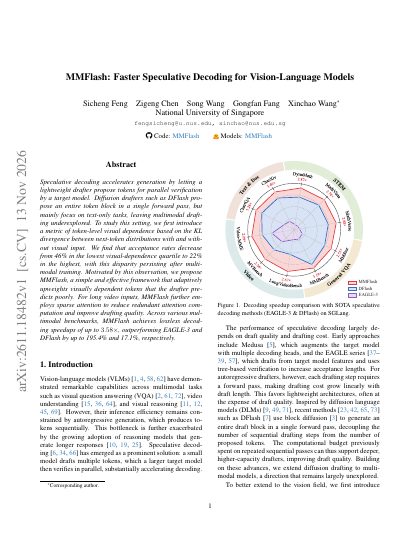 MMFlash: Faster Speculative Decoding for Vision-Language Models
Sicheng Feng Zigeng Chen Song Wang Gongfan Fang Xinchao Wang*
National University of Singapore
fengsicheng@u.nus.edu, xinchao@nus.edu.sg
Code: MMFlash Models: MMFlash
arXiv:2611.18482v1 [cs.CV] 13 Nov 2026
Abstract
Speculative decoding accelerates generation by letting a
lightweight drafter propose tokens for parallel verification
by a target model. Diffusion drafters such as DFlash pro-
pose an entire token block in a single forward pass, but
mainly focus on text-only tasks, leaving multimodal draft-
ing underexplored. To study this setting, we first intro-
duce a metric of token-level visual dependence based on the KL
divergence between next-token distributions with and with-
out visual input. We find that acceptance rates decrease
from 46% in the lowest visual-dependence quartile to 22%
in the highest, with this disparity persisting after multi-
modal training. Motivated by this observation, we propose
MMFlash, a simple and effective framework that adaptively
upweights visually dependent tokens that the drafter pre-
dicts poorly. For long video inputs, MMFlash further em-
ploys sparse attention to reduce redundant attention com-
putation and improve drafting quality. Across various mul-
timodal benchmarks, MMFlash achieves lossless decod-
ing speedups of up to 3.58×, outperforming EAGLE-3 and
DFlash by up to 195.4% and 17.1%, respectively.
1. Introduction
Vision-language models (VLMs) [1, 4, 58, 62] have demon-
strated remarkable capabilities across multimodal tasks
such as visual question answering (VQA) [2, 61, 72], video
understanding [15, 36, 64], and visual reasoning [11, 12,
45, 69]. However, their inference efficiency remains con-
strained by autoregressive generation, which produces to-
kens sequentially. This bottleneck is further exacerbated
by the growing adoption of reasoning models that gen-
erate longer responses [10, 19, 25]. Speculative decod-
ing [6, 34, 66] has emerged as a prominent solution: a small
model drafts multiple tokens, which a larger target model
then verifies in parallel, substantially accelerating decoding.
*Corresponding author.
Text & Doc
STEM
General VQA
Video
MMFlash
DFlash
EAGLE-3
Figure 1. Decoding speedup comparison with SOTA speculative
decoding methods (EAGLE-3 & DFlash) on SGLang.
The performance of speculative decoding largely de-
pends on draft quality and drafting cost. Early approaches
include Medusa [5], which augments the target model
with multiple decoding heads, and the EAGLE series [37–
39, 57], which drafts from target model features and uses
tree-based verification to increase acceptance lengths. For
autoregressive drafters, however, each drafting step requires
a forward pass, making drafting cost grow linearly with
draft length. This favors lightweight architectures, often at
the expense of draft quality. Inspired by diffusion language
models (DLMs) [9, 49, 71], recent methods [23, 42, 65, 73]
such as DFlash [7] use block diffusion [3] to generate an
entire draft block in a single forward pass, decoupling the
number of sequential drafting steps from the number of
proposed tokens. The computational budget previously
spent on repeated sequential passes can thus support deeper,
higher-capacity drafters, improving draft quality. Building
on these advances, we extend diffusion drafting to multi-
modal models, a direction that remains largely unexplored.
To better extend to the vision field, we first introduce
1